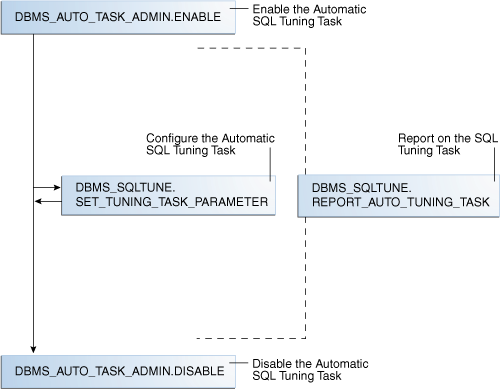 DBMS_AUTO_TASK_ADMIN.ENABLE
Enable the Automatic
SQL Tuning Task
Configure the Automatic
SQL Tuning Task
Report on the SQL
Tuning Task
DBMS_SQLTUNE.
SET_TUNING_TASK_PARAMETER
DBMS_SQLTUNE.
REPORT_AUTO_TUNING_TASK
DBMS_AUTO_TASK_ADMIN.DISABLE
Disable the Automatic
SQL Tuning Task